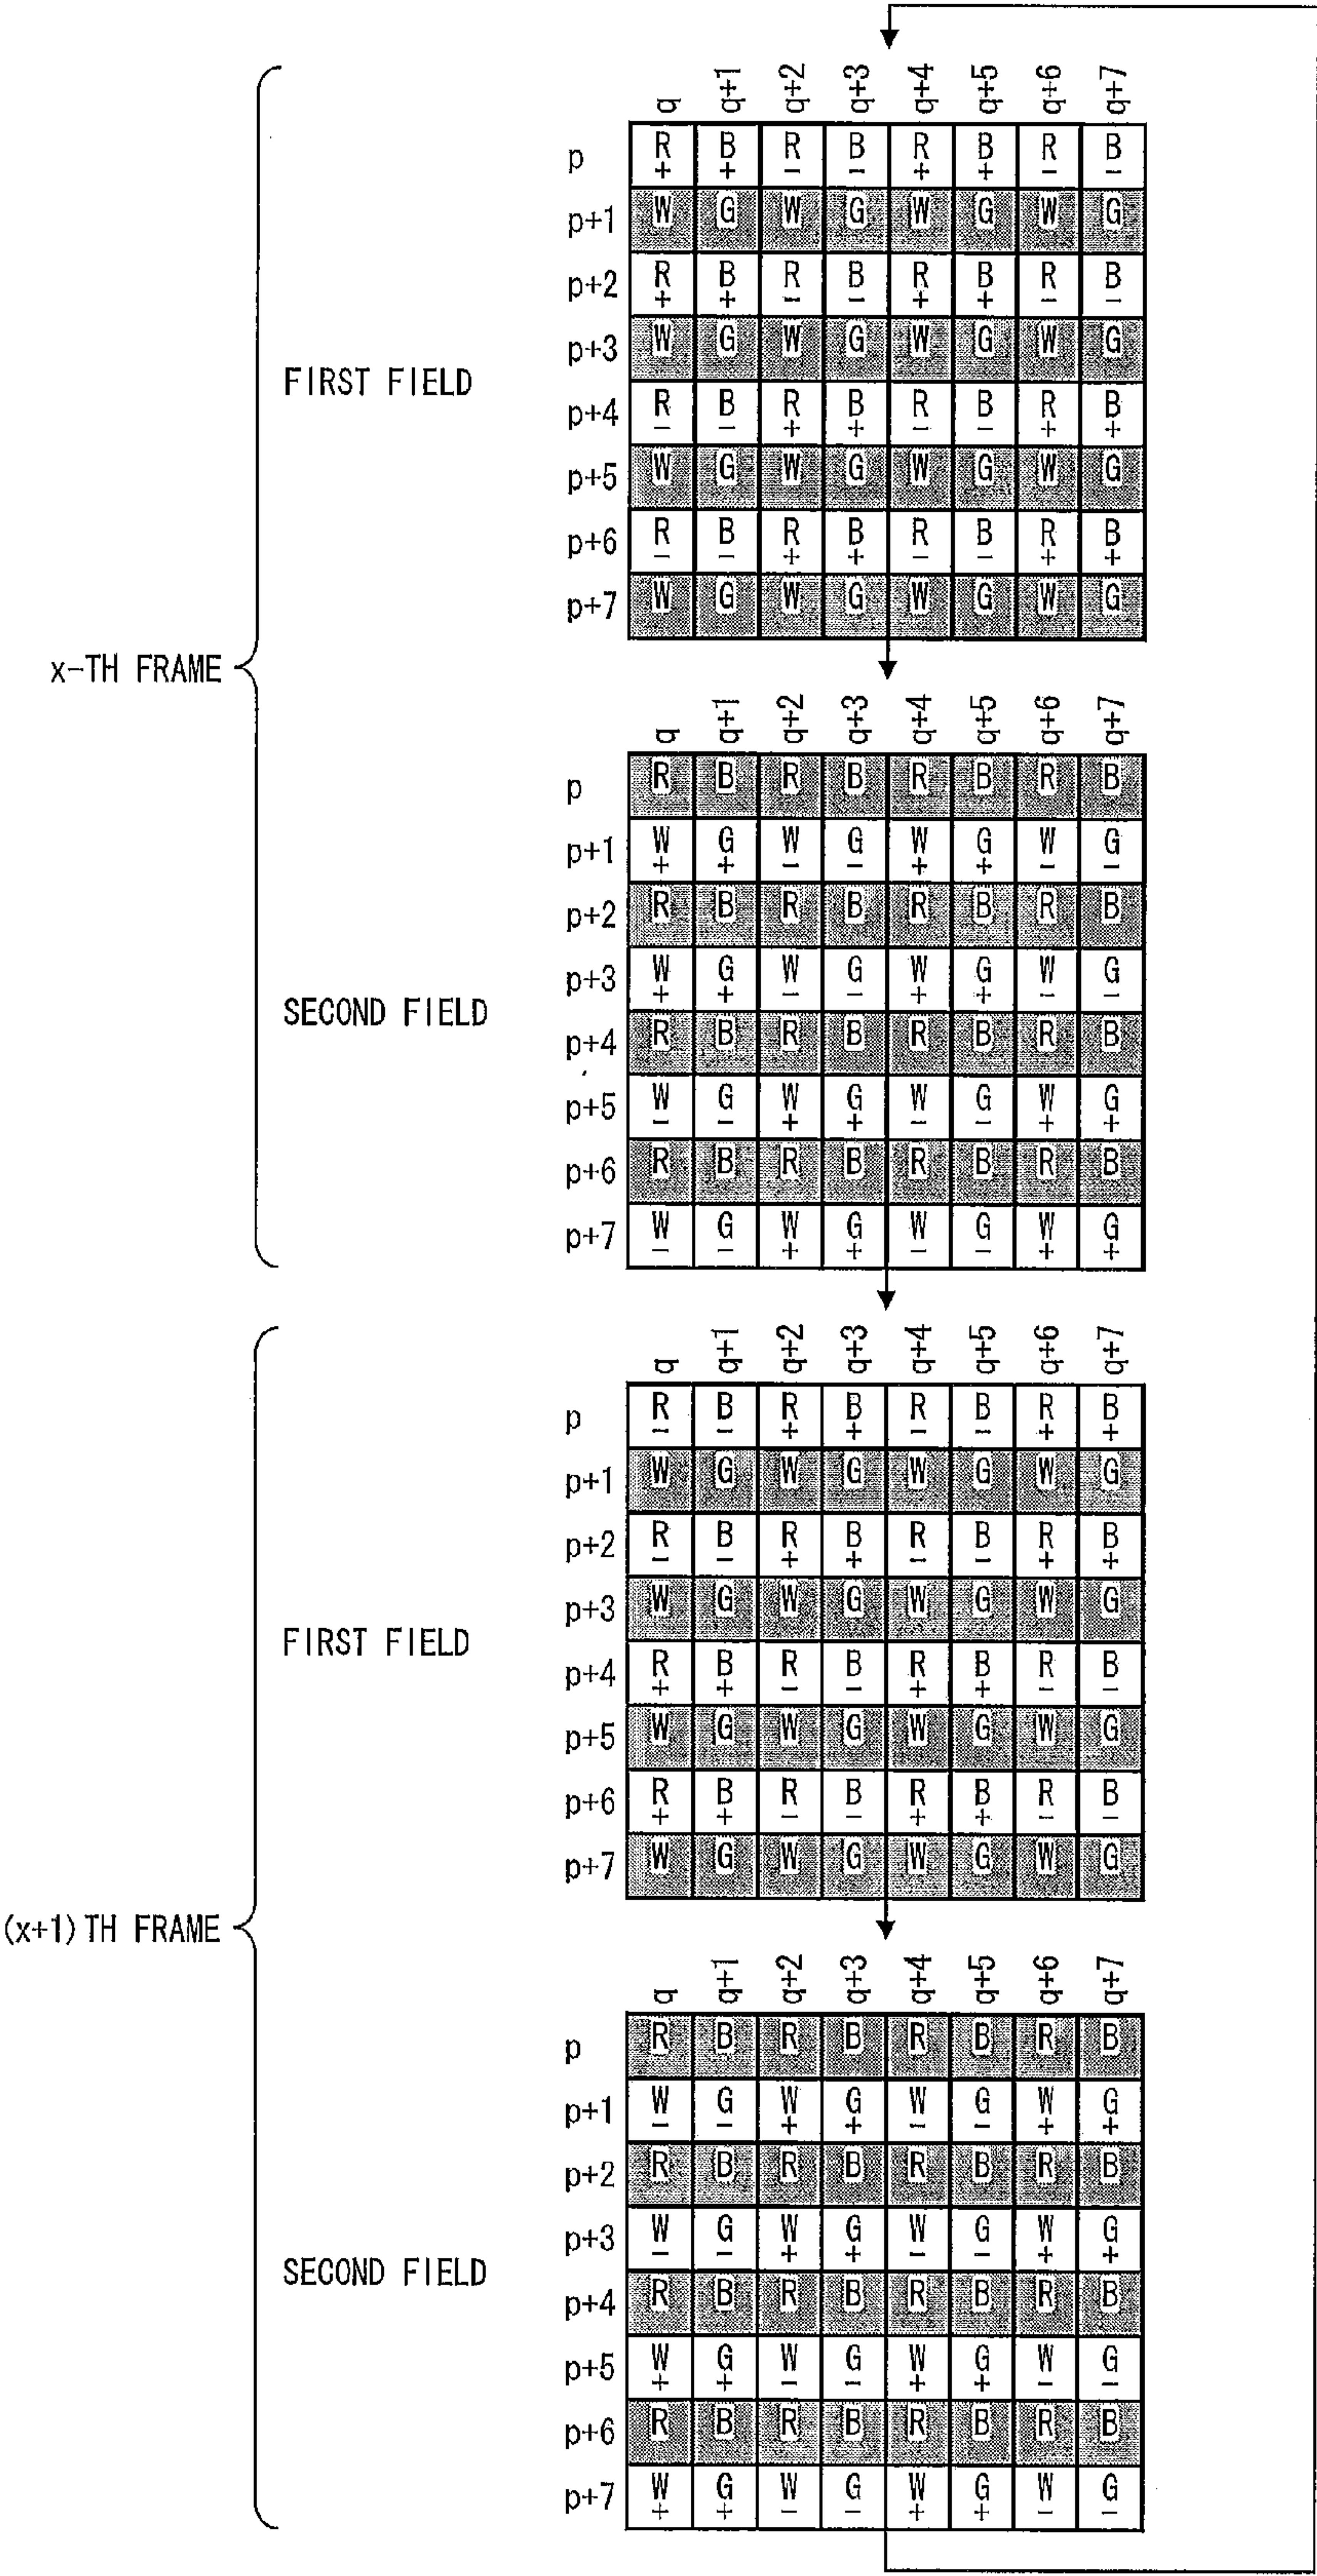 x-TH FRAME
FIRST FIELD
q q+1 q+2 q+3 q+4 q+5 q+6 q+7
p R+ B+ R- B- R+ B+ R- B-
p+1 W G W G W G W G
p+2 R+ B+ R- B- R+ B+ R- B-
p+3 W G W G W G W G
p+4 R- B- R+ B+ R- B- R+ B+
p+5 W G W G W G W G
p+6 R- B- R+ B+ R- B- R+ B+
p+7 W G W G W G W G
SECOND FIELD
q q+1 q+2 q+3 q+4 q+5 q+6 q+7
p R B R B R B R B
p+1 W+ G+ W- G- W+ G+ W- G-
p+2 R B R B R B R B
p+3 W+ G+ W- G- W+ G+ W- G-
p+4 R B R B R B R B
p+5 W- G- W+ G+ W- G- W+ G+
p+6 R B R B R B R B
p+7 W- G- W+ G+ W- G- W+ G+
(x+1)TH FRAME
FIRST FIELD
q q+1 q+2 q+3 q+4 q+5 q+6 q+7
p R- B- R+ B+ R- B- R+ B+
p+1 W G W G W G W G
p+2 R- B- R+ B+ R- B- R+ B+
p+3 W G W G W G W G
p+4 R+ B+ R- B- R+ B+ R- B-
p+5 W G W G W G W G
p+6 R+ B+ R- B- R+ B+ R- B-
p+7 W G W G W G W G
SECOND FIELD
q q+1 q+2 q+3 q+4 q+5 q+6 q+7
p R B R B R B R B
p+1 W- G- W+ G+ W- G- W+ G+
p+2 R B R B R B R B
p+3 W- G- W+ G+ W- G- W+ G+
p+4 R B R B R B R B
p+5 W+ G+ W- G- W+ G+ W- G-
p+6 R B R B R B R B
p+7 W+ G+ W- G- W+ G+ W- G-